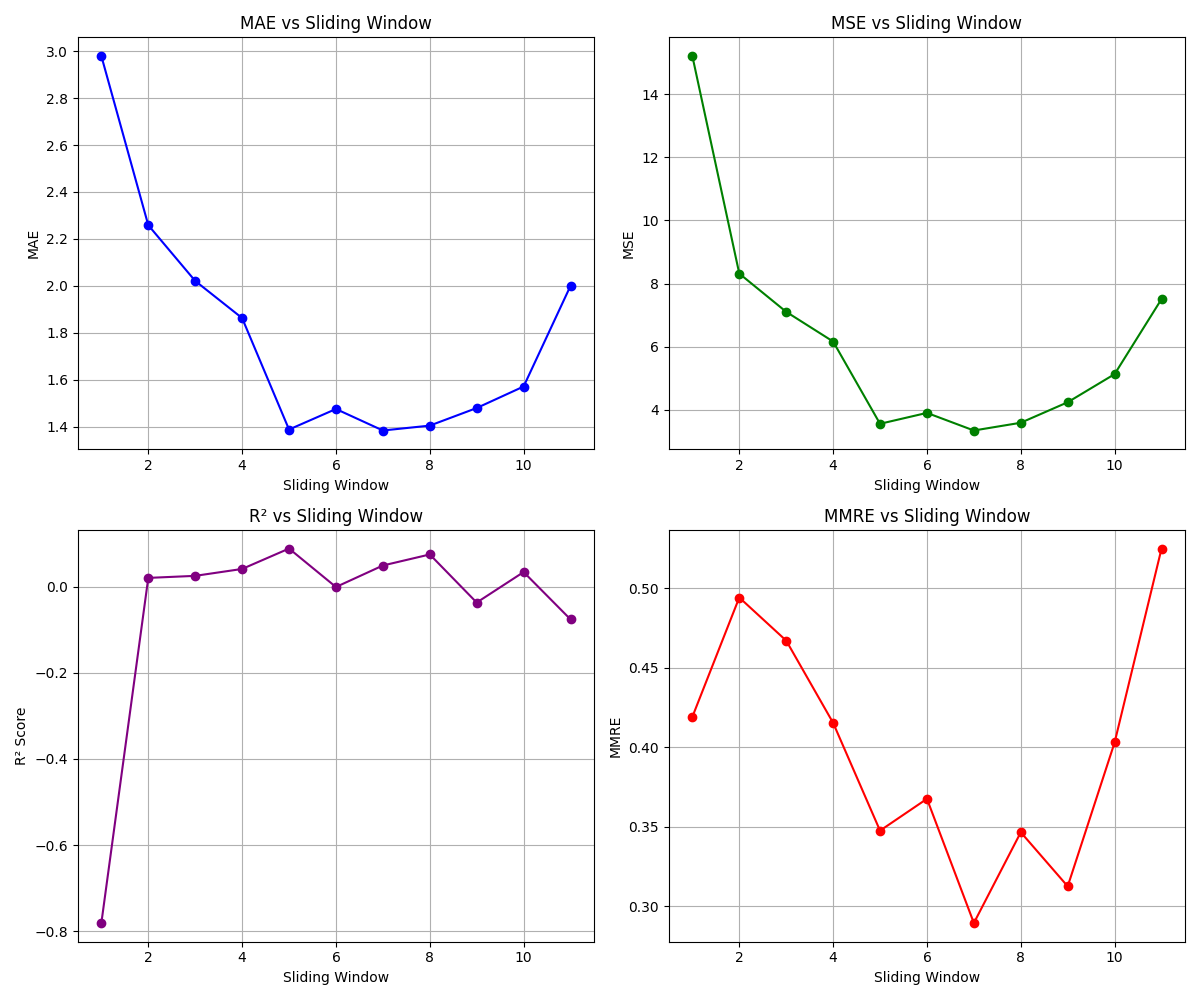 MAE vs Sliding Window
3.0
2.8
2.6
2.4
2.2
2.0
1.8
1.6
1.4
MAE
2 4 6 8 10
Sliding Window
MSE vs Sliding Window
14
12
10
8
6
4
MSE
2 4 6 8 10
Sliding Window
R² vs Sliding Window
0.0
−0.2
−0.4
−0.6
−0.8
R² Score
2 4 6 8 10
Sliding Window
MMRE vs Sliding Window
0.50
0.45
0.40
0.35
0.30
MMRE
2 4 6 8 10
Sliding Window